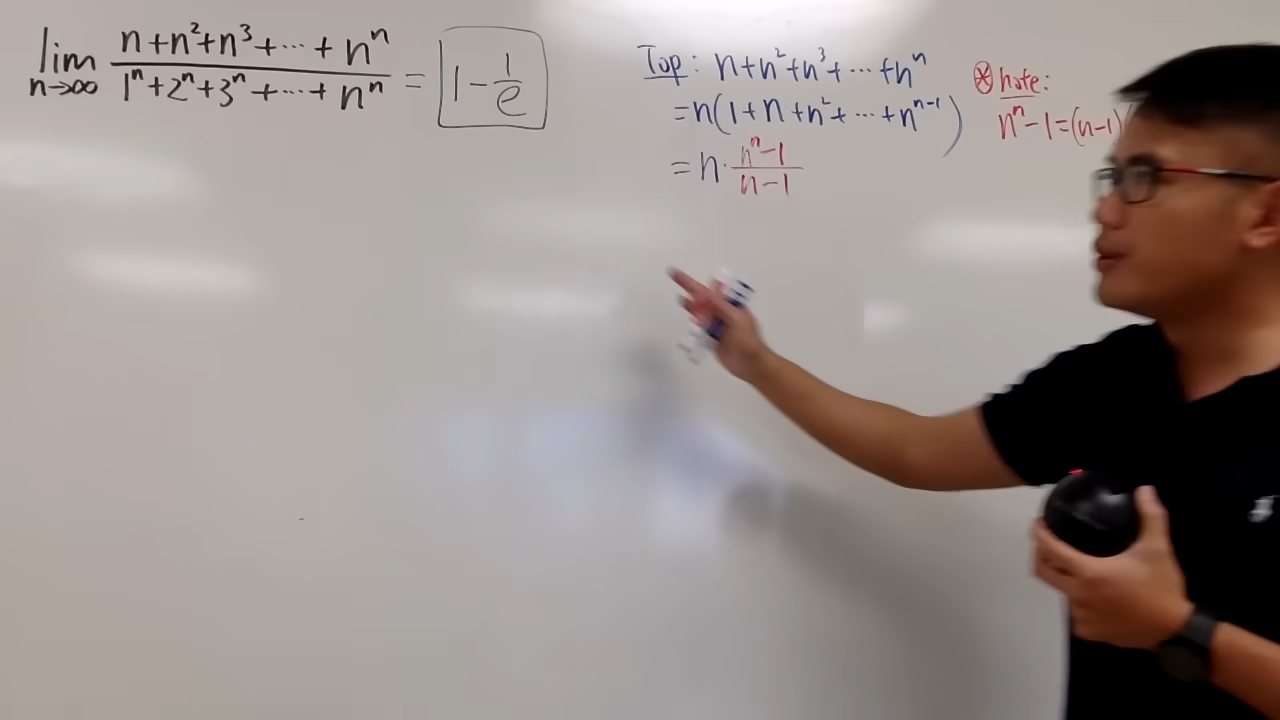 lim n→∞ (n+n²+n³+⋯+nⁿ)/(1ⁿ+2ⁿ+3ⁿ+⋯+nⁿ) = 1-1/e
Top: n+n²+n³+⋯+nⁿ
=n(1+n+n²+⋯+nⁿ⁻¹)
=n·(nⁿ-1)/(n-1)
⊛ note:
nⁿ-1=(n-1)(